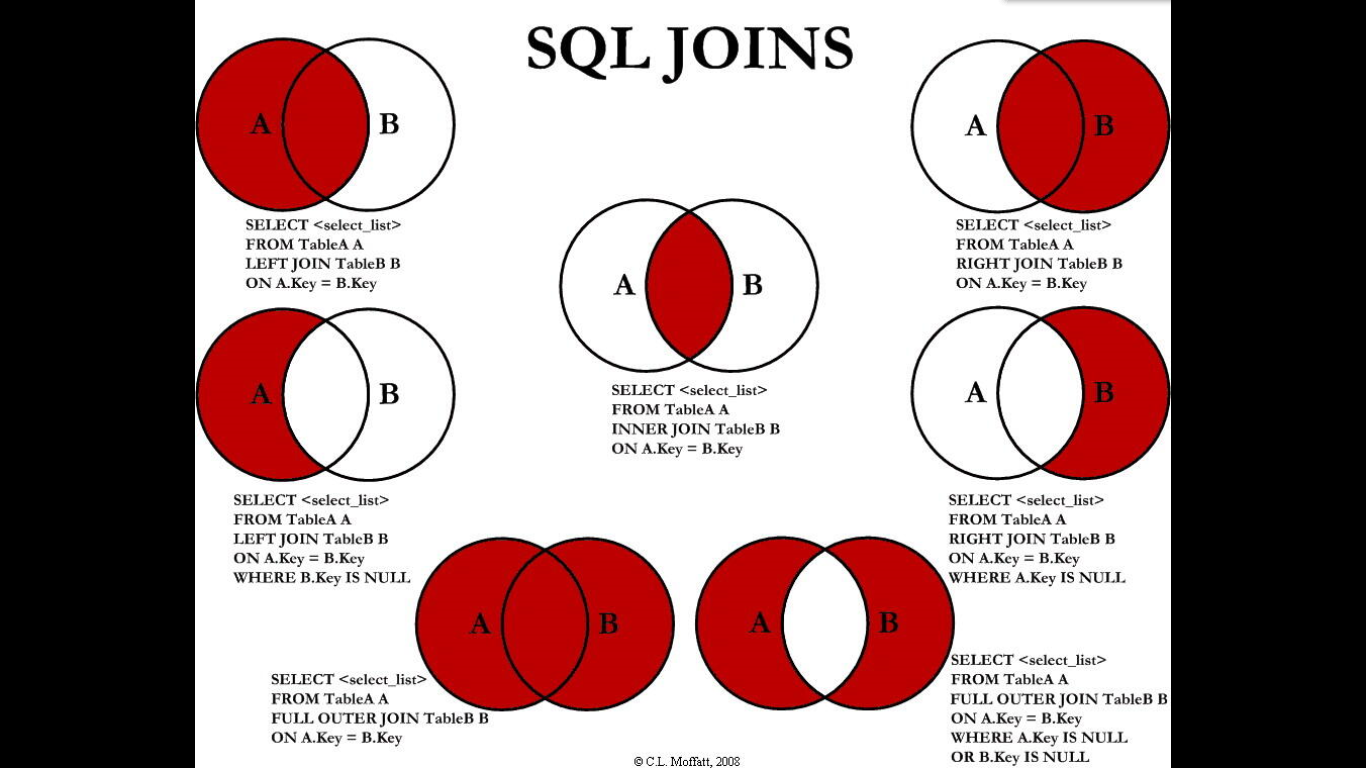 SQL JOINS
A B
SELECT <select_list>
FROM TableA A
LEFT JOIN TableB B
ON A.Key = B.Key
A B
SELECT <select_list>
FROM TableA A
RIGHT JOIN TableB B
ON A.Key = B.Key
A B
SELECT <select_list>
FROM TableA A
INNER JOIN TableB B
ON A.Key = B.Key
A B
SELECT <select_list>
FROM TableA A
LEFT JOIN TableB B
ON A.Key = B.Key
WHERE B.Key IS NULL
A B
SELECT <select_list>
FROM TableA A
RIGHT JOIN TableB B
ON A.Key = B.Key
WHERE A.Key IS NULL
A B
SELECT <select_list>
FROM TableA A
FULL OUTER JOIN TableB B
ON A.Key = B.Key
A B
SELECT <select_list>
FROM TableA A
FULL OUTER JOIN TableB B
ON A.Key = B.Key
WHERE A.Key IS NULL
OR B.Key IS NULL
© C.L. Moffatt, 2008